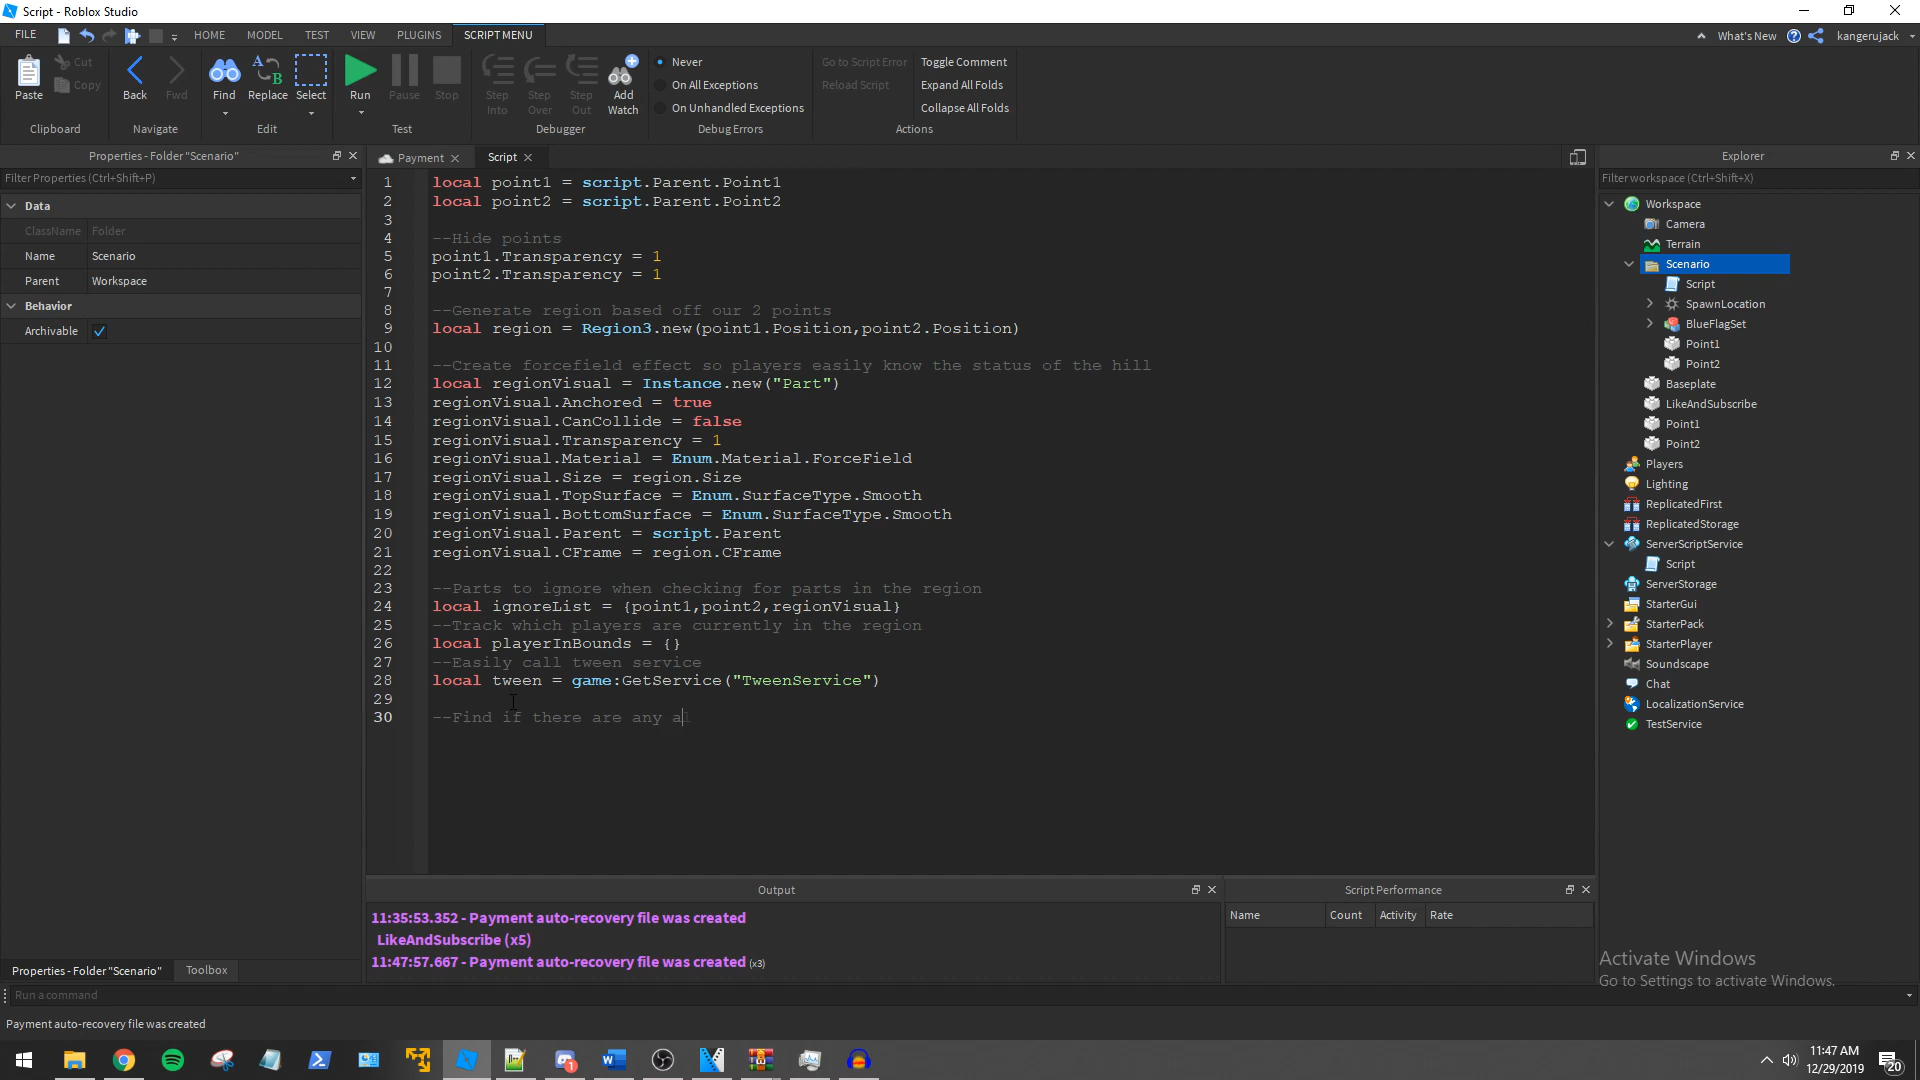 Script - Roblox Studio
FILE HOME MODEL TEST VIEW PLUGINS SCRIPT MENU What's New kangerujack
Paste Cut Copy Back Fwd Find Replace Select Run Pause Stop Step Into Step Over Step Out Add Watch
Never
On All Exceptions
On Unhandled Exceptions
Go to Script Error
Reload Script
Toggle Comment
Expand All Folds
Collapse All Folds
Clipboard Navigate Edit Test Debugger Debug Errors Actions
Properties - Folder "Scenario"
Filter Properties (Ctrl+Shift+P)
Data
ClassName Folder
Name Scenario
Parent Workspace
Behavior
Archivable
Payment Script
1 local point1 = script.Parent.Point1
2 local point2 = script.Parent.Point2
3
4 --Hide points
5 point1.Transparency = 1
6 point2.Transparency = 1
7
8 --Generate region based off our 2 points
9 local region = Region3.new(point1.Position,point2.Position)
10
11 --Create forcefield effect so players easily know the status of the hill
12 local regionVisual = Instance.new("Part")
13 regionVisual.Anchored = true
14 regionVisual.CanCollide = false
15 regionVisual.Transparency = 1
16 regionVisual.Material = Enum.Material.ForceField
17 regionVisual.Size = region.Size
18 regionVisual.TopSurface = Enum.SurfaceType.Smooth
19 regionVisual.BottomSurface = Enum.SurfaceType.Smooth
20 regionVisual.Parent = script.Parent
21 regionVisual.CFrame = region.CFrame
22
23 --Parts to ignore when checking for parts in the region
24 local ignoreList = {point1,point2,regionVisual}
25 --Track which players are currently in the region
26 local playerInBounds = {}
27 --Easily call tween service
28 local tween = game:GetService("TweenService")
29
30 --Find if there are any al
Explorer
Filter workspace (Ctrl+Shift+X)
Workspace
Camera
Terrain
Scenario
Script
SpawnLocation
BlueFlagSet
Point1
Point2
Baseplate
LikeAndSubscribe
Point1
Point2
Players
Lighting
ReplicatedFirst
ReplicatedStorage
ServerScriptService
Script
ServerStorage
StarterGui
StarterPack
StarterPlayer
Soundscape
Chat
LocalizationService
TestService
Output
11:35:53.352 - Payment auto-recovery file was created
LikeAndSubscribe (x5)
11:47:57.667 - Payment auto-recovery file was created (x3)
Script Performance
Name Count Activity Rate
Activate Windows
Go to Settings to activate Windows.
Properties - Folder "Scenario" Toolbox
Run a command
Payment auto-recovery file was created
11:47 AM
12/29/2019
20